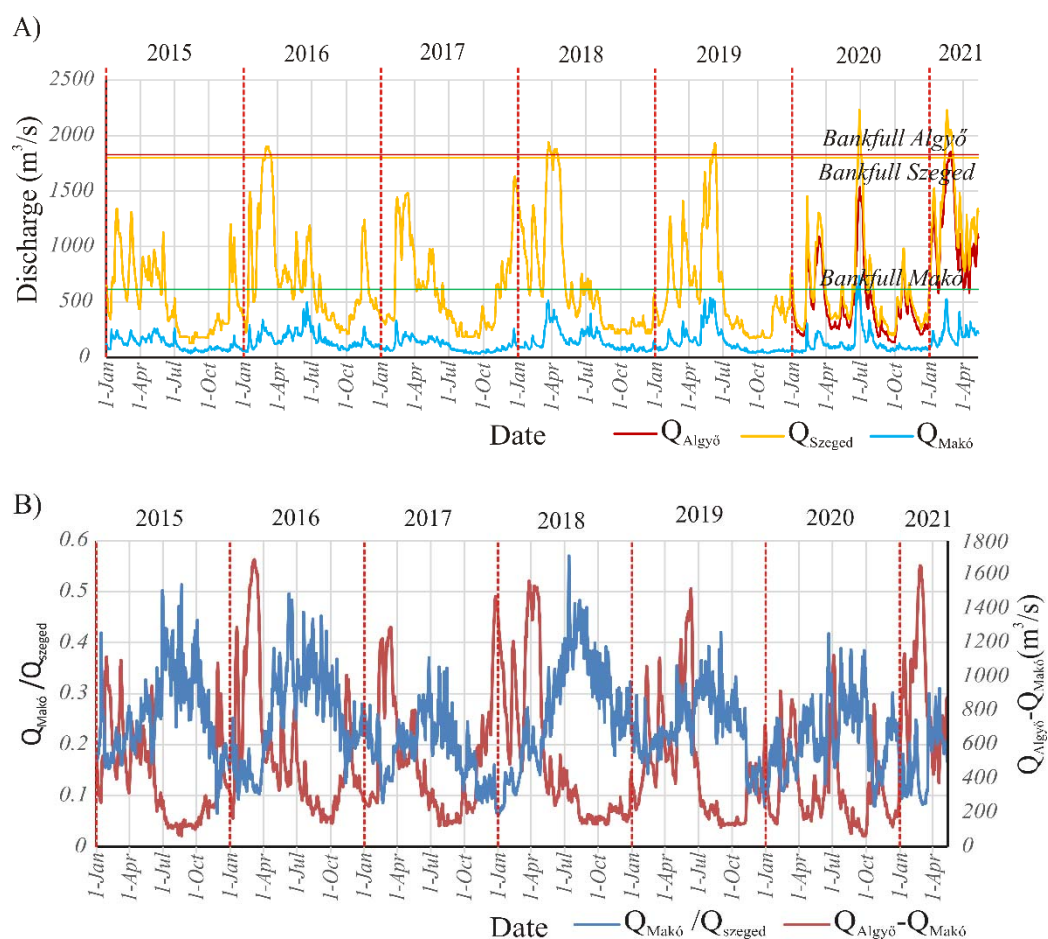 A)
2015 2016 2017 2018 2019 2020 2021
2500
2000
1500
1000
500
0
Discharge (m³/s)
Bankfull Algyő
Bankfull Szeged
Bankfull Makó
1-Jan 1-Apr 1-Jul 1-Oct 1-Jan 1-Apr 1-Jul 1-Oct 1-Jan 1-Apr 1-Jul 1-Oct 1-Jan 1-Apr 1-Jul 1-Oct 1-Jan 1-Apr 1-Jul 1-Oct 1-Jan 1-Apr 1-Jul 1-Oct 1-Jan 1-Apr
Date
QAlgyő QSzeged QMakó
B)
2015 2016 2017 2018 2019 2020 2021
0.6
0.5
0.4
0.3
0.2
0.1
0
QMakó /Qszeged
1800
1600
1400
1200
1000
800
600
400
200
0
QAlgyő-QMakó(m³/s)
1-Jan 1-Apr 1-Jul 1-Oct 1-Jan 1-Apr 1-Jul 1-Oct 1-Jan 1-Apr 1-Jul 1-Oct 1-Jan 1-Apr 1-Jul 1-Oct 1-Jan 1-Apr 1-Jul 1-Oct 1-Jan 1-Apr 1-Jul 1-Oct 1-Jan 1-Apr
Date
QMakó /Qszeged QAlgyő-QMakó